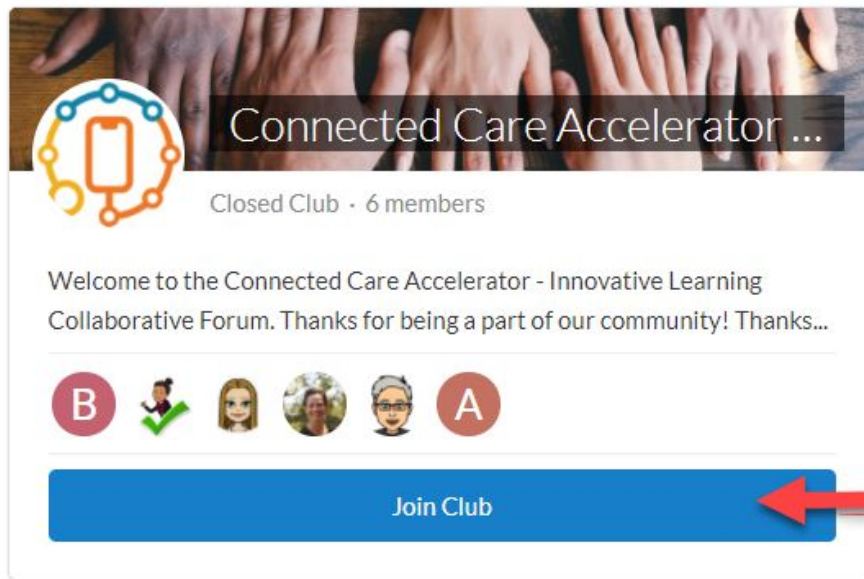 Connected Care Accelerator ...
Closed Club · 6 members
Welcome to the Connected Care Accelerator - Innovative Learning
Collaborative Forum. Thanks for being a part of our community! Thanks...
B A
Join Club